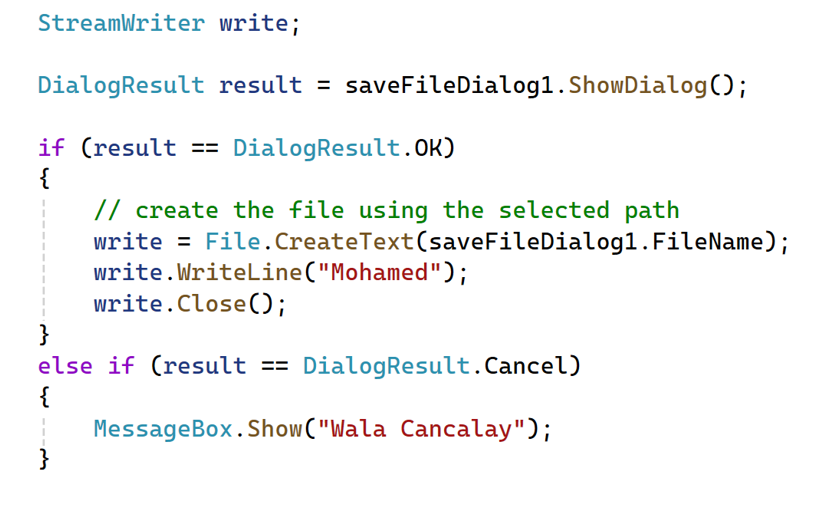 StreamWriter write;
DialogResult result = saveFileDialog1.ShowDialog();
if (result == DialogResult.OK)
{
// create the file using the selected path
write = File.CreateText(saveFileDialog1.FileName);
write.WriteLine("Mohamed");
write.Close();
}
else if (result == DialogResult.Cancel)
{
MessageBox.Show("Wala Cancalay");
}